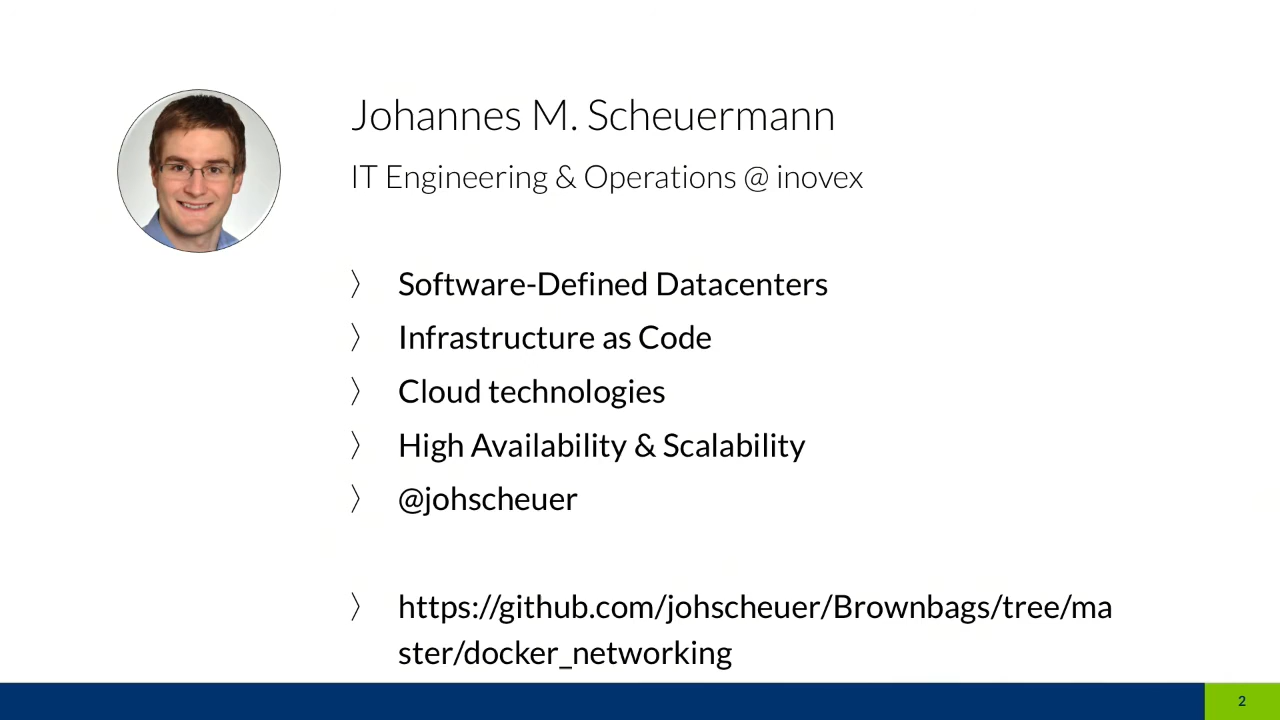 Johannes M. Scheuermann
IT Engineering & Operations @ inovex
〉 Software-Defined Datacenters
〉 Infrastructure as Code
〉 Cloud technologies
〉 High Availability & Scalability
〉 @johscheuer
〉 https://github.com/johscheuer/Brownbags/tree/ma
ster/docker_networking
2